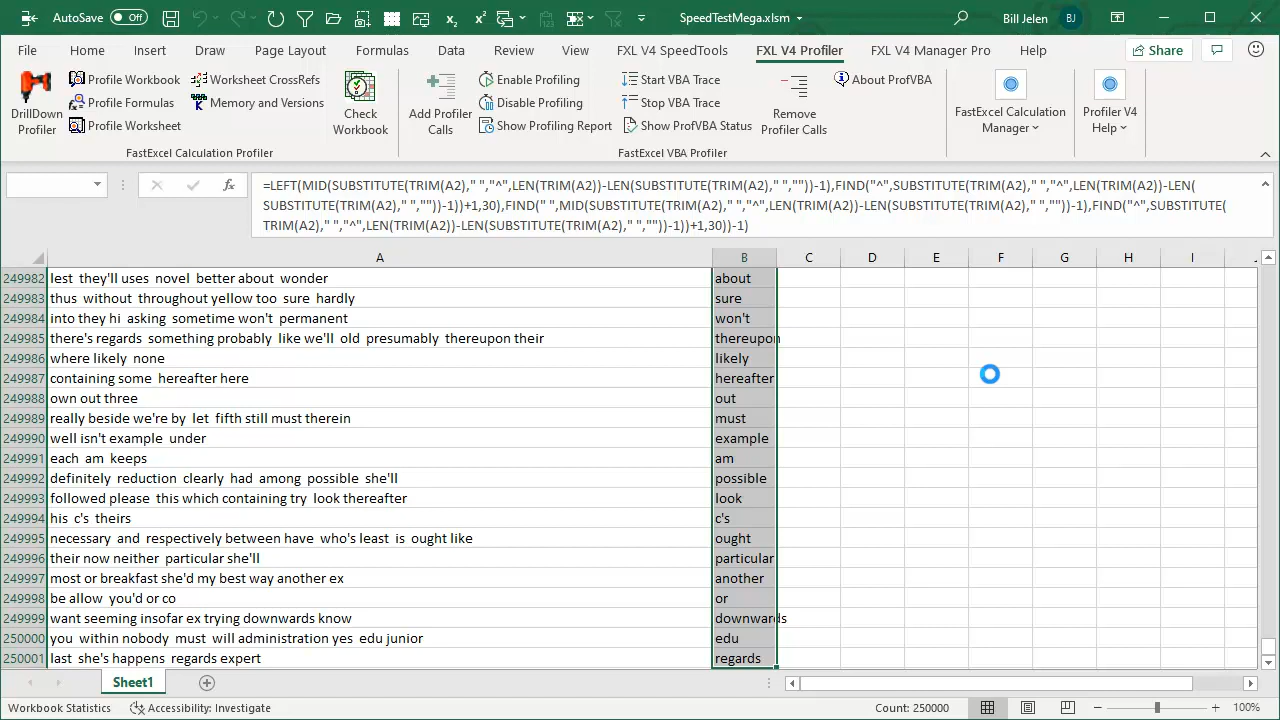 AutoSave Off SpeedTestMega.xlsm Bill Jelen BJ
File Home Insert Draw Page Layout Formulas Data Review View FXL V4 SpeedTools FXL V4 Profiler FXL V4 Manager Pro Help Share
DrillDown Profiler
Profile Workbook
Profile Formulas
Profile Worksheet
Worksheet CrossRefs
Memory and Versions
Check Workbook
FastExcel Calculation Profiler
Add Profiler Calls
Enable Profiling
Disable Profiling
Show Profiling Report
Start VBA Trace
Stop VBA Trace
Show ProfVBA Status
Remove Profiler Calls
About ProfVBA
FastExcel VBA Profiler
FastExcel Calculation Manager
Profiler V4 Help
fx
=LEFT(MID(SUBSTITUTE(TRIM(A2)," ","^",LEN(TRIM(A2))-LEN(SUBSTITUTE(TRIM(A2)," ",""))-1),FIND("^",SUBSTITUTE(TRIM(A2)," ","^",LEN(TRIM(A2))-LEN(
SUBSTITUTE(TRIM(A2)," ",""))-1))+1,30),FIND(" ",MID(SUBSTITUTE(TRIM(A2)," ","^",LEN(TRIM(A2))-LEN(SUBSTITUTE(TRIM(A2)," ",""))-1),FIND("^",SUBSTITUTE(
TRIM(A2)," ","^",LEN(TRIM(A2))-LEN(SUBSTITUTE(TRIM(A2)," ",""))-1))+1,30))-1)
A B C D E F G H I
249982 lest they'll uses novel better about wonder about
249983 thus without throughout yellow too sure hardly sure
249984 into they hi asking sometime won't permanent won't
249985 there's regards something probably like we'll old presumably thereupon their thereupon
249986 where likely none likely
249987 containing some hereafter here hereafter
249988 own out three out
249989 really beside we're by let fifth still must therein must
249990 well isn't example under example
249991 each am keeps am
249992 definitely reduction clearly had among possible she'll possible
249993 followed please this which containing try look thereafter look
249994 his c's theirs c's
249995 necessary and respectively between have who's least is ought like ought
249996 their now neither particular she'll particular
249997 most or breakfast she'd my best way another ex another
249998 be allow you'd or co or
249999 want seeming insofar ex trying downwards know downwards
250000 you within nobody must will administration yes edu junior edu
250001 last she's happens regards expert regards
Sheet1
Workbook Statistics Accessibility: Investigate Count: 250000 100%